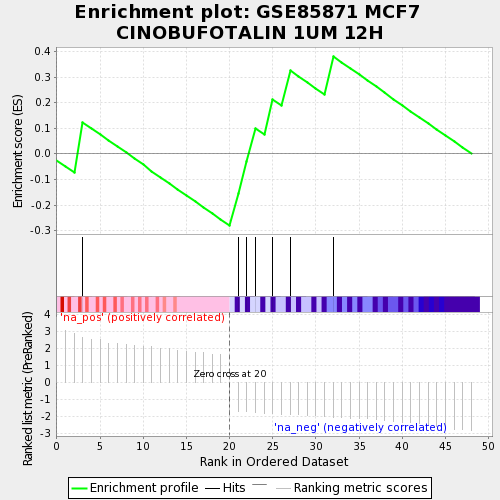 Enrichment plot: GSE85871 MCF7
CINOBUFOTALIN 1UM 12H
Enrichment score (ES)
0.4
0.3
0.2
0.1
0.0
-0.1
-0.2
-0.3
'na_pos' (positively correlated)
Ranked list metric (PreRanked)
4
3
2
1
0
-1
-2
-3
Zero cross at 20
'na_neg' (negatively correlated)
0 5 10 15 20 25 30 35 40 45 50
Rank in Ordered Dataset
Enrichment profile Hits Ranking metric scores